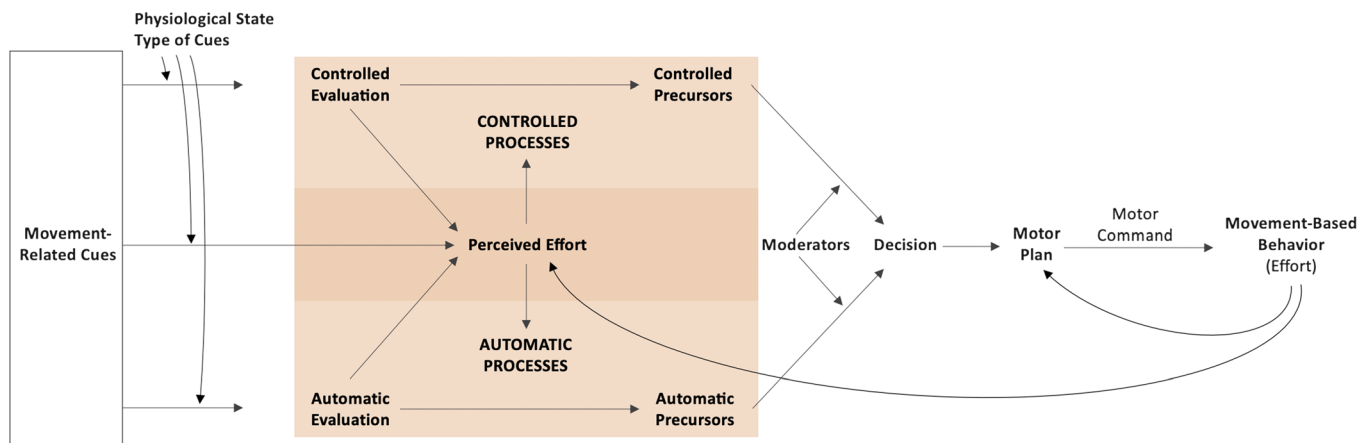 Physiological State
Type of Cues
Controlled
Evaluation
Controlled
Precursors
CONTROLLED
PROCESSES
Movement-
Related Cues
Perceived Effort
Moderators
Decision
Motor
Plan
Motor
Command
Movement-Based
Behavior
(Effort)
AUTOMATIC
PROCESSES
Automatic
Evaluation
Automatic
Precursors